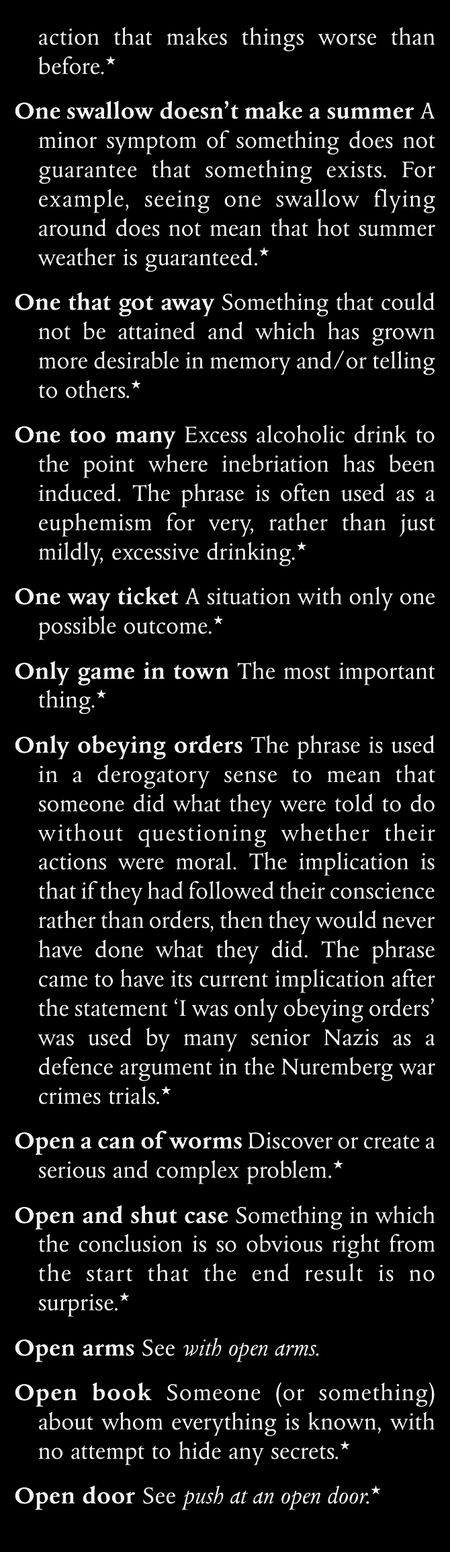 action that makes things worse than
before.★
One swallow doesn’t make a summer A
minor symptom of something does not
guarantee that something exists. For
example, seeing one swallow flying
around does not mean that hot summer
weather is guaranteed.★
One that got away Something that could
not be attained and which has grown
more desirable in memory and/or telling
to others.★
One too many Excess alcoholic drink to
the point where inebriation has been
induced. The phrase is often used as a
euphemism for very, rather than just
mildly, excessive drinking.★
One way ticket A situation with only one
possible outcome.★
Only game in town The most important
thing.★
Only obeying orders The phrase is used
in a derogatory sense to mean that
someone did what they were told to do
without questioning whether their
actions were moral. The implication is
that if they had followed their conscience
rather than orders, then they would never
have done what they did. The phrase
came to have its current implication after
the statement ‘I was only obeying orders’
was used by many senior Nazis as a
defence argument in the Nuremberg war
crimes trials.★
Open a can of worms Discover or create a
serious and complex problem.★
Open and shut case Something in which
the conclusion is so obvious right from
the start that the end result is no
surprise.★
Open arms See with open arms.
Open book Someone (or something)
about whom everything is known, with
no attempt to hide any secrets.★
Open door See push at an open door.★